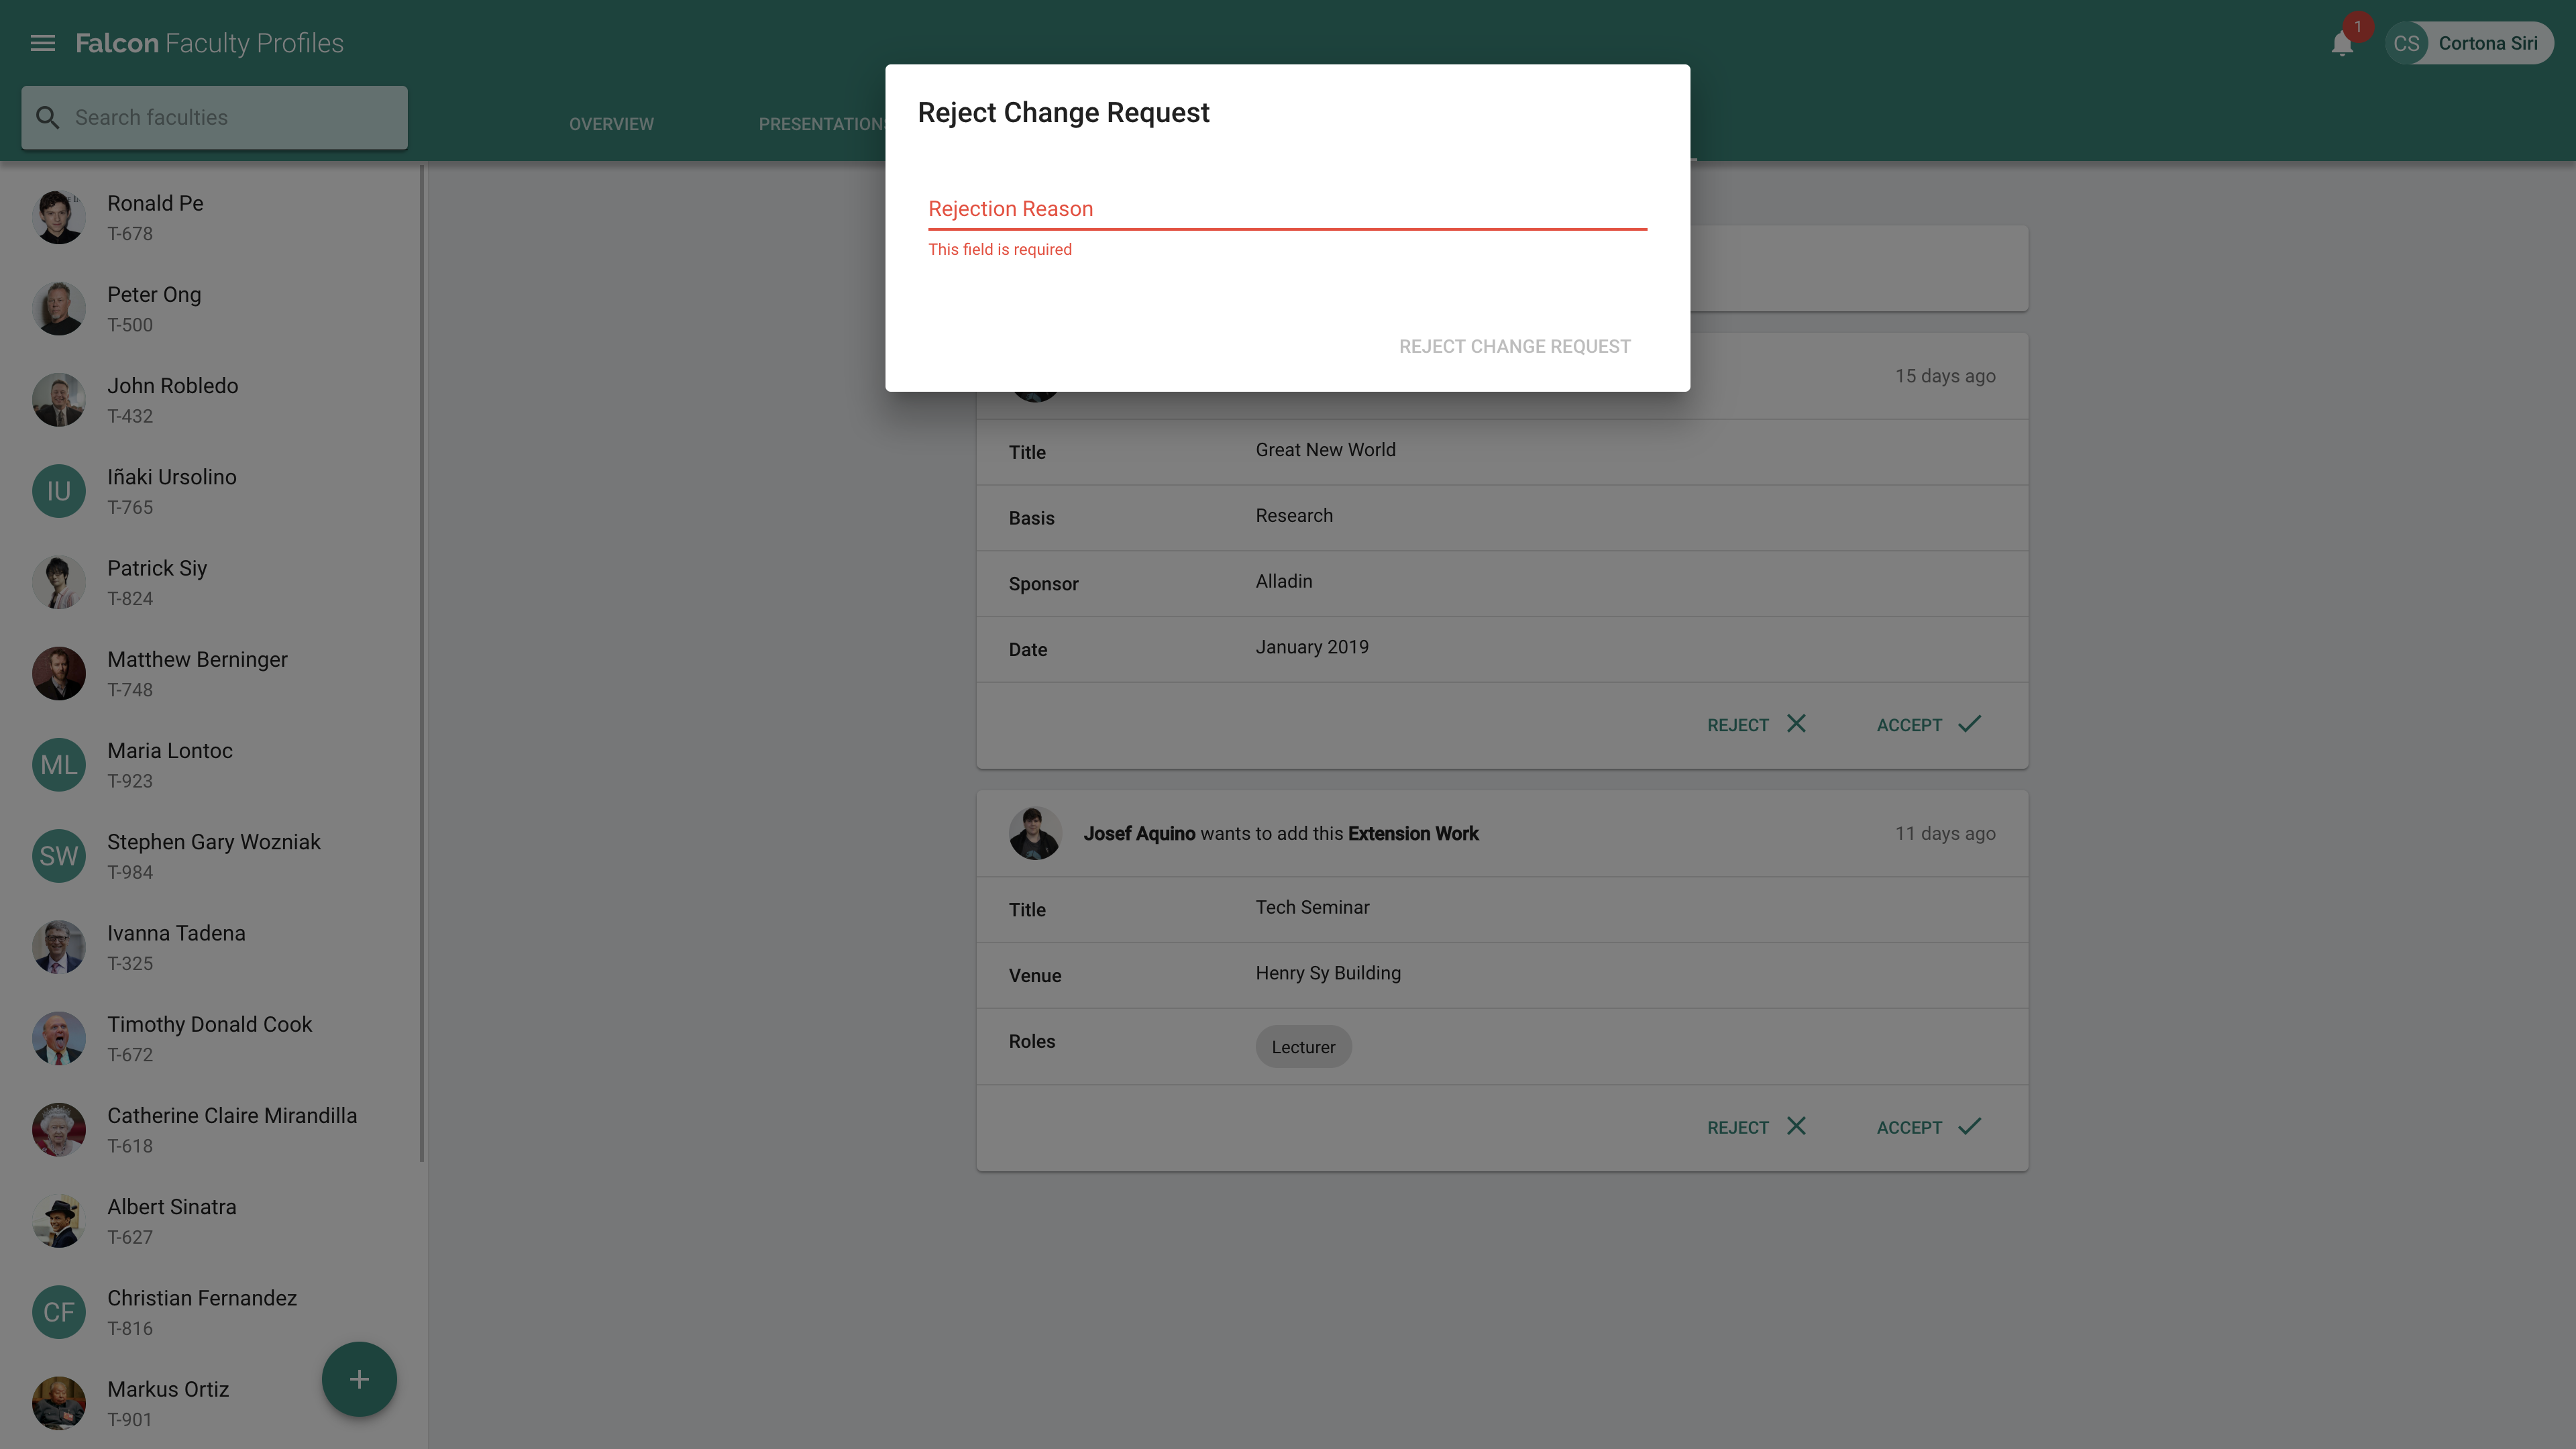 Falcon Faculty Profiles
1
CS Cortona Siri
Search faculties
OVERVIEW
PRESENTATIONS
Reject Change Request
Rejection Reason
This field is required
REJECT CHANGE REQUEST
Ronald Pe
T-678
Peter Ong
T-500
John Robledo
T-432
IU
Iñaki Ursolino
T-765
Patrick Siy
T-824
Matthew Berninger
T-748
ML
Maria Lontoc
T-923
SW
Stephen Gary Wozniak
T-984
Ivanna Tadena
T-325
Timothy Donald Cook
T-672
Catherine Claire Mirandilla
T-618
Albert Sinatra
T-627
CF
Christian Fernandez
T-816
Markus Ortiz
T-901
+
15 days ago
Title Great New World
Basis Research
Sponsor Alladin
Date January 2019
REJECT ACCEPT
Josef Aquino wants to add this Extension Work 11 days ago
Title Tech Seminar
Venue Henry Sy Building
Roles Lecturer
REJECT ACCEPT